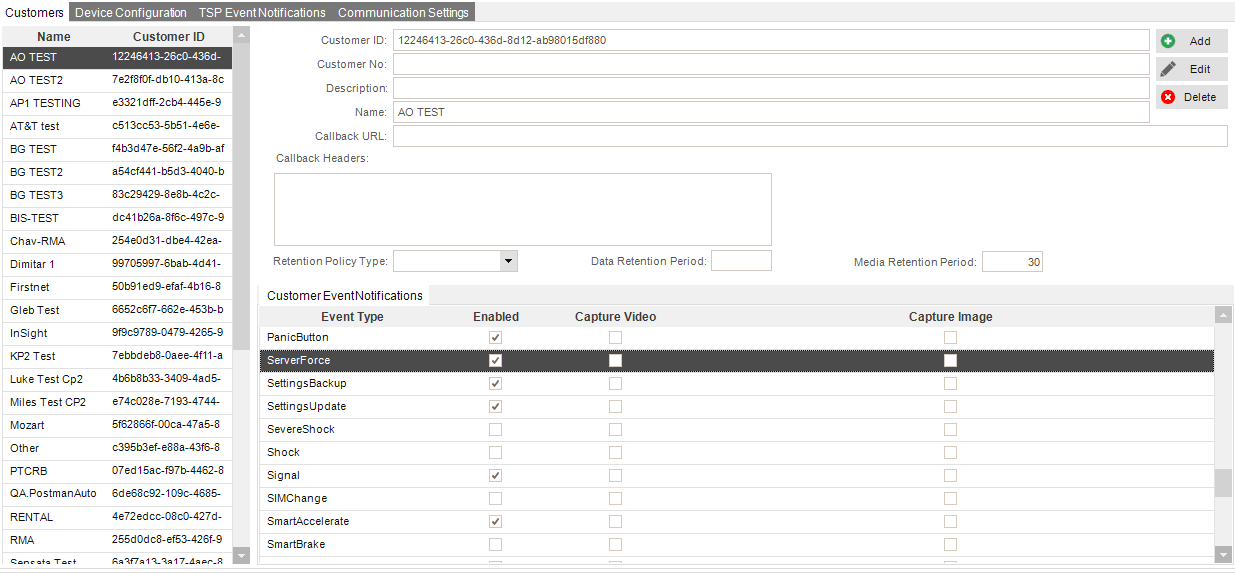 Customers Device Configuration TSP Event Notifications Communication Settings
Name Customer ID
AO TEST 12246413-26c0-436d-
AO TEST2 7e2f8f0f-db10-413a-8c
AP1 TESTING e3321dff-2cb4-445e-9
AT&T test c513cc53-5b51-4e6e-
BG TEST f4b3d47e-56f2-4a9b-af
BG TEST2 a54cf441-b5d3-4040-b
BG TEST3 83c29429-8e8b-4c2c-
BIS-TEST dc41b26a-8f6c-497c-9
Chav-RMA 254e0d31-dbe4-42ea-
Dimitar 1 99705997-6bab-4d41-
Firstnet 50b91ed9-efaf-4b16-8
Gleb Test 6652c6f7-662e-453b-b
InSight 9f9c9789-0479-4265-9
KP2 Test 7ebbdeb8-0aee-4f11-a
Luke Test Cp2 4b6b8b33-3409-4ad5-
Miles Test CP2 e74c028e-7193-4744-
Mozart 5f62866f-00ca-47a5-8
Other c395b3ef-e88a-43f6-8
PTCRB 07ed15ac-f97b-4462-8
QA.PostmanAuto 6de68c92-109c-4685-
RENTAL 4e72edcc-08c0-427d-
RMA 255d0dc8-ef53-426f-9
Sensata Test 6a3f7a13-3a17-4aec-8
Customer ID: 12246413-26c0-436d-8d12-ab98015df880
Customer No:
Description:
Name: AO TEST
Callback URL:
Callback Headers:
Add
Edit
Delete
Retention Policy Type: Data Retention Period: Media Retention Period: 30
Customer EventNotifications
Event Type Enabled Capture Video Capture Image
PanicButton
ServerForce
SettingsBackup
SettingsUpdate
SevereShock
Shock
Signal
SIMChange
SmartAccelerate
SmartBrake